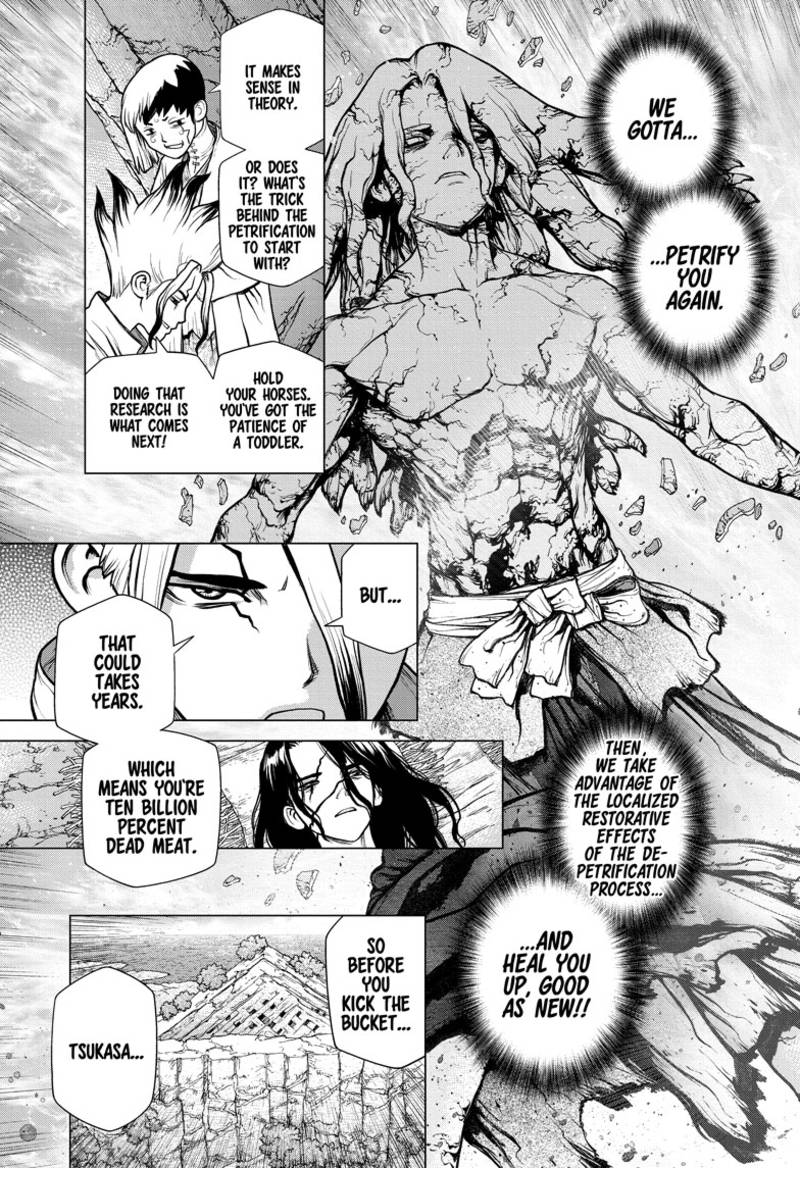 WE
GOTTA...
...PETRIFY
YOU
AGAIN.
THEN,
WE TAKE
ADVANTAGE OF
THE LOCALIZED
RESTORATIVE
EFFECTS
OF THE DE-
PETRIFICATION
PROCESS...
...AND
HEAL YOU
UP, GOOD
AS NEW!!
IT MAKES
SENSE IN
THEORY.
OR DOES
IT? WHAT'S
THE TRICK
BEHIND THE
PETRIFICATION
TO START
WITH?
HOLD
YOUR HORSES.
YOU'VE GOT THE
PATIENCE OF
A TODDLER.
DOING THAT
RESEARCH IS
WHAT COMES
NEXT!
BUT...
THAT
COULD
TAKES
YEARS.
WHICH
MEANS YOU'RE
TEN BILLION
PERCENT
DEAD MEAT.
SO
BEFORE
YOU
KICK THE
BUCKET...
TSUKASA...